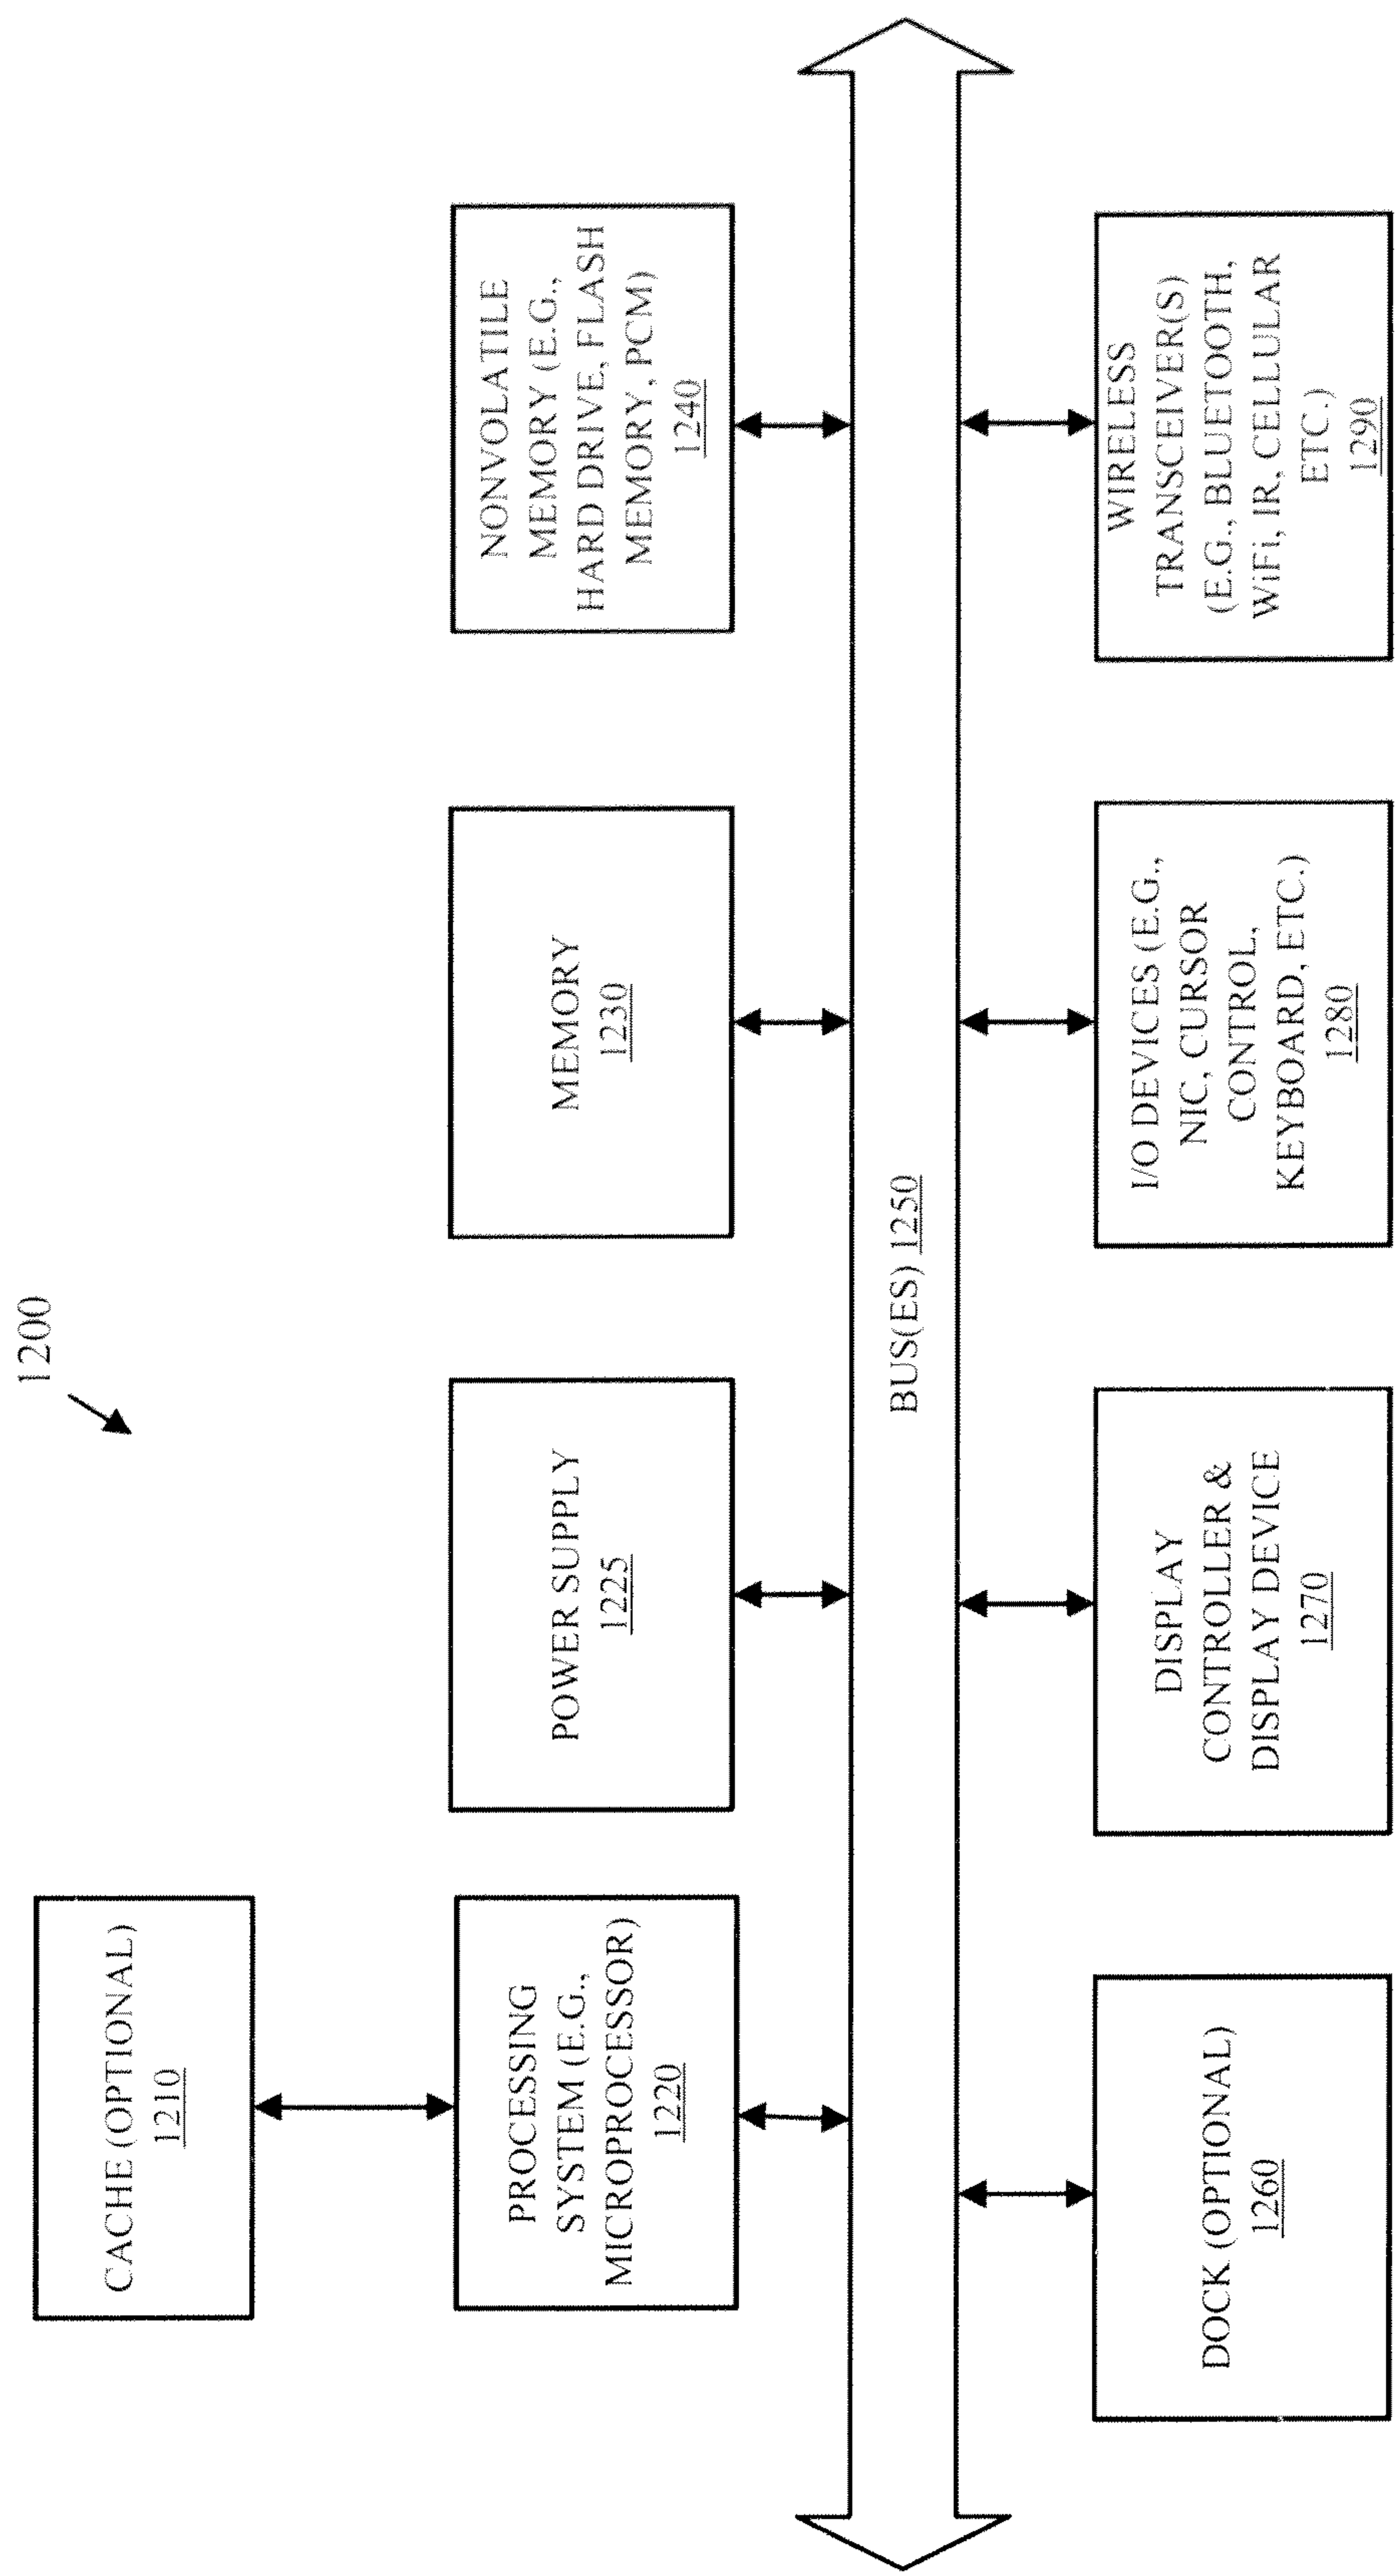 1200
CACHE (OPTIONAL)
1210
PROCESSING
SYSTEM (E.G.,
MICROPROCESSOR)
1220
POWER SUPPLY
1225
MEMORY
1230
NONVOLATILE
MEMORY (E.G.,
HARD DRIVE, FLASH
MEMORY, PCM)
1240
BUS(ES) 1250
DOCK (OPTIONAL)
1260
DISPLAY
CONTROLLER &
DISPLAY DEVICE
1270
I/O DEVICES (E.G.,
NIC, CURSOR
CONTROL,
KEYBOARD, ETC.)
1280
WIRELESS
TRANSCEIVER(S)
(E.G., BLUETOOTH,
WiFi, IR, CELLULAR
ETC.)
1290